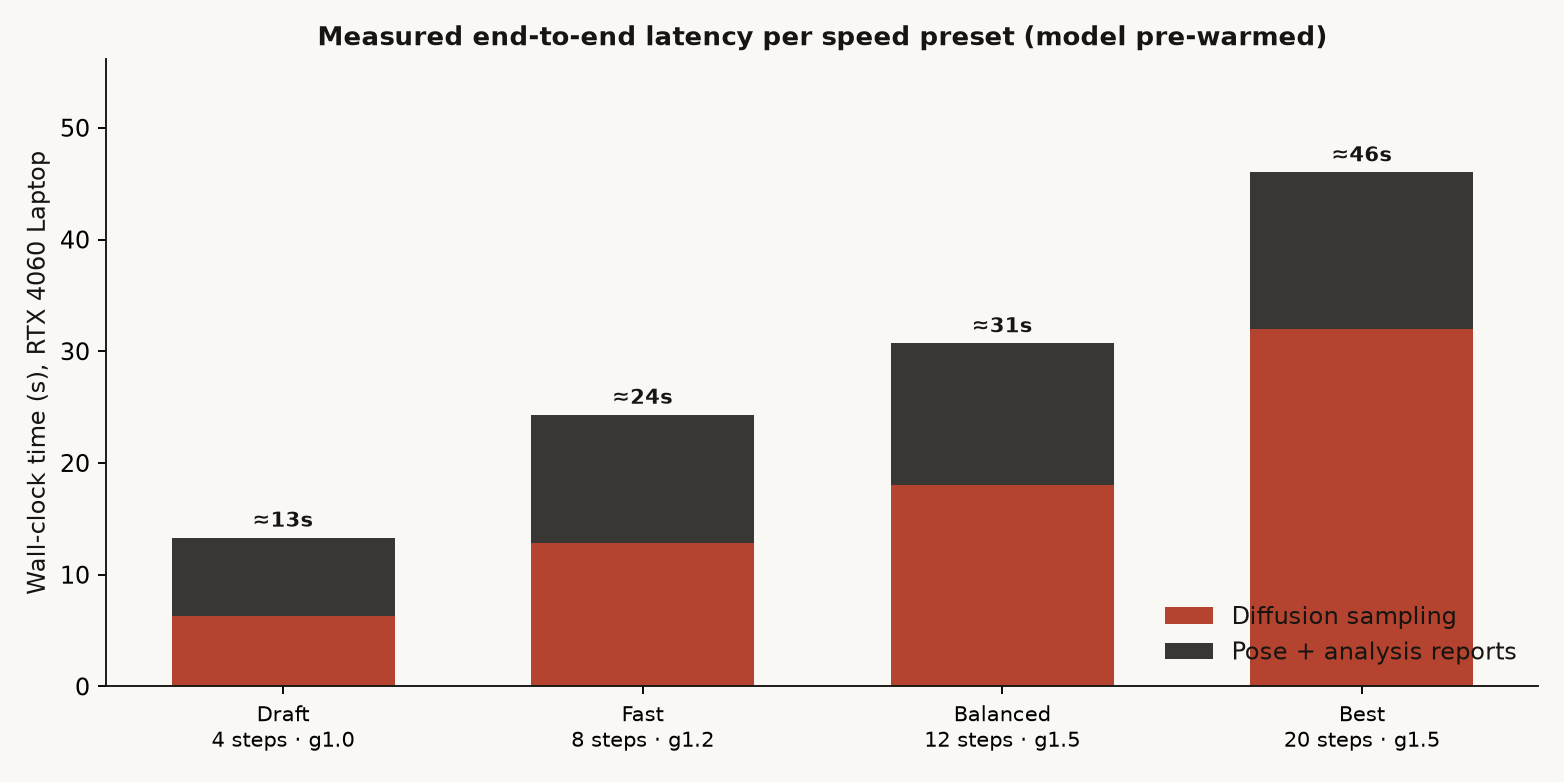 Measured end-to-end latency per speed preset (model pre-warmed)
Wall-clock time (s), RTX 4060 Laptop
50
40
30
20
10
0
≈13s
≈24s
≈31s
≈46s
Diffusion sampling
Pose + analysis reports
Draft
4 steps · g1.0
Fast
8 steps · g1.2
Balanced
12 steps · g1.5
Best
20 steps · g1.5